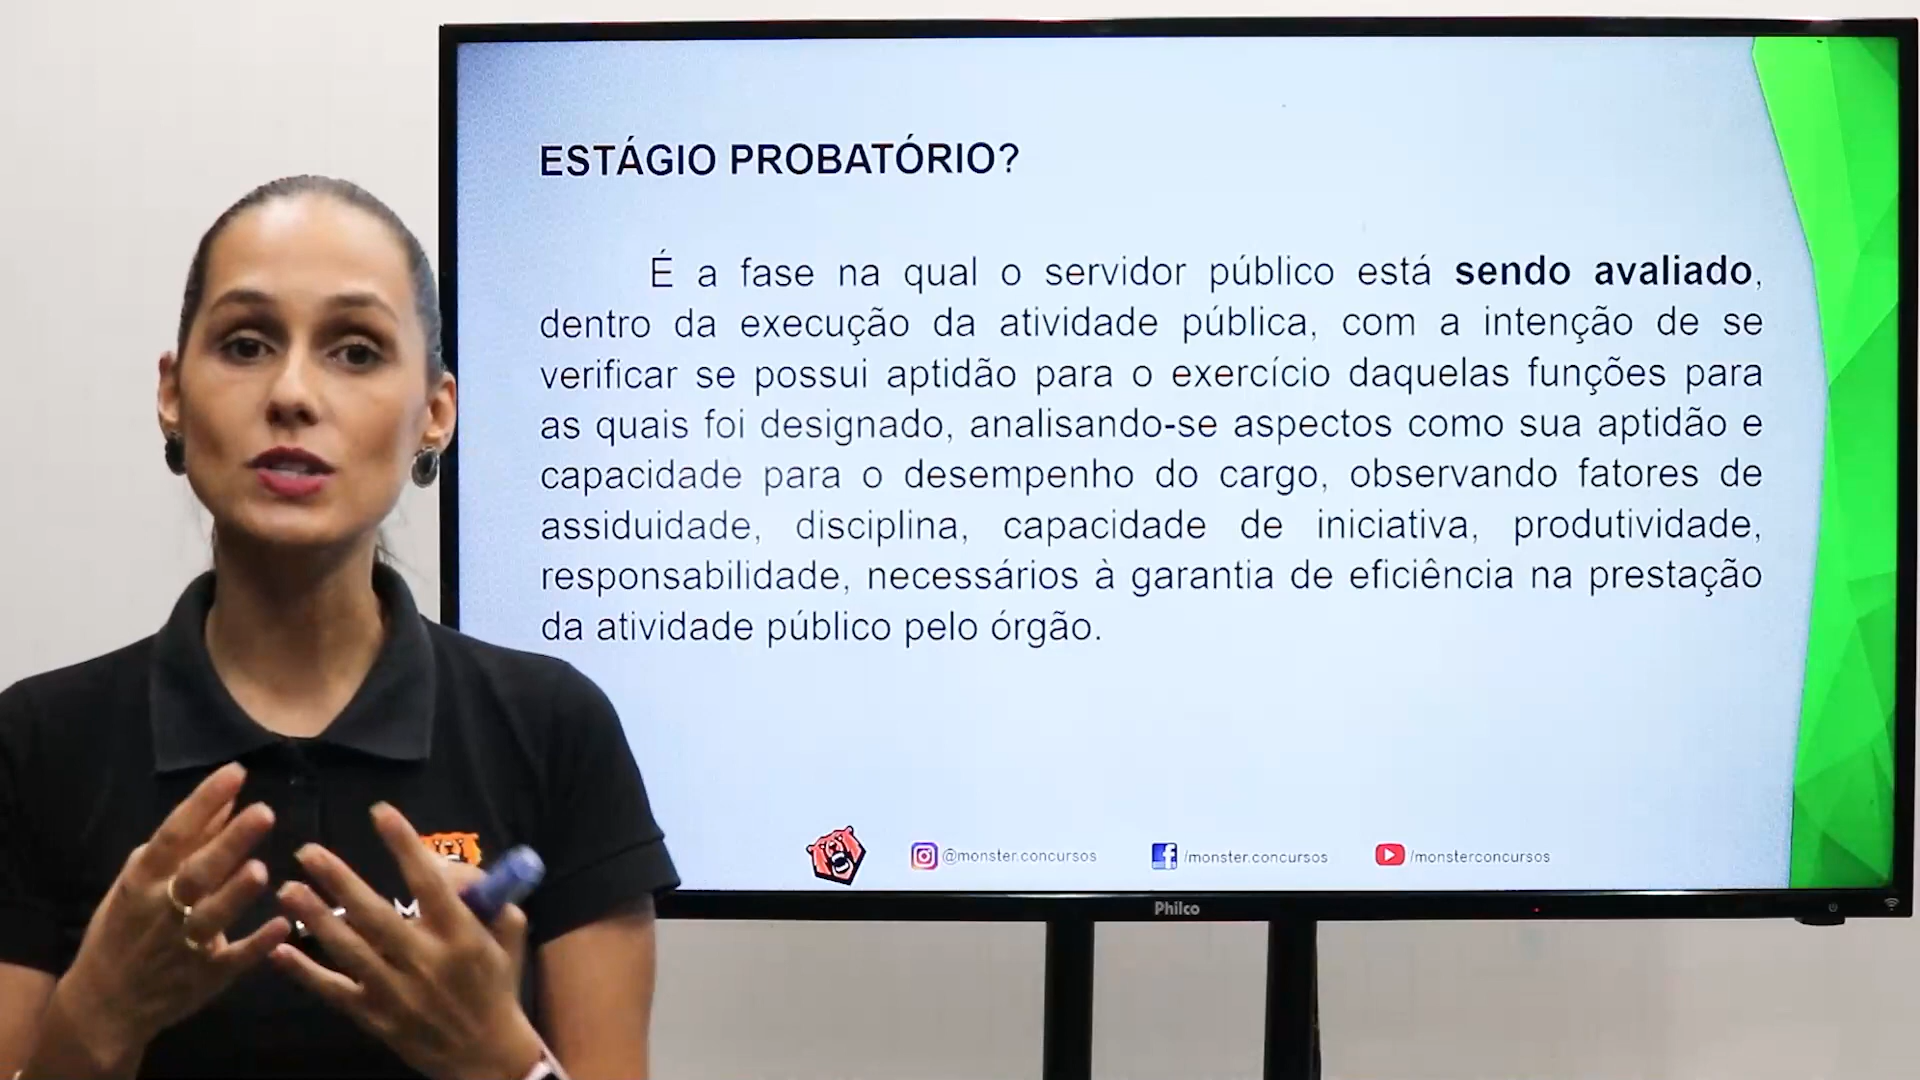 ESTÁGIO PROBATÓRIO?
É a fase na qual o servidor público está sendo avaliado,
dentro da execução da atividade pública, com a intenção de se
verificar se possui aptidão para o exercício daquelas funções para
as quais foi designado, analisando-se aspectos como sua aptidão e
capacidade para o desempenho do cargo, observando fatores de
assiduidade, disciplina, capacidade de iniciativa, produtividade,
responsabilidade, necessários à garantia de eficiência na prestação
da atividade público pelo órgão.
@monster.concursos /monster.concursos /monsterconcursos
Philco